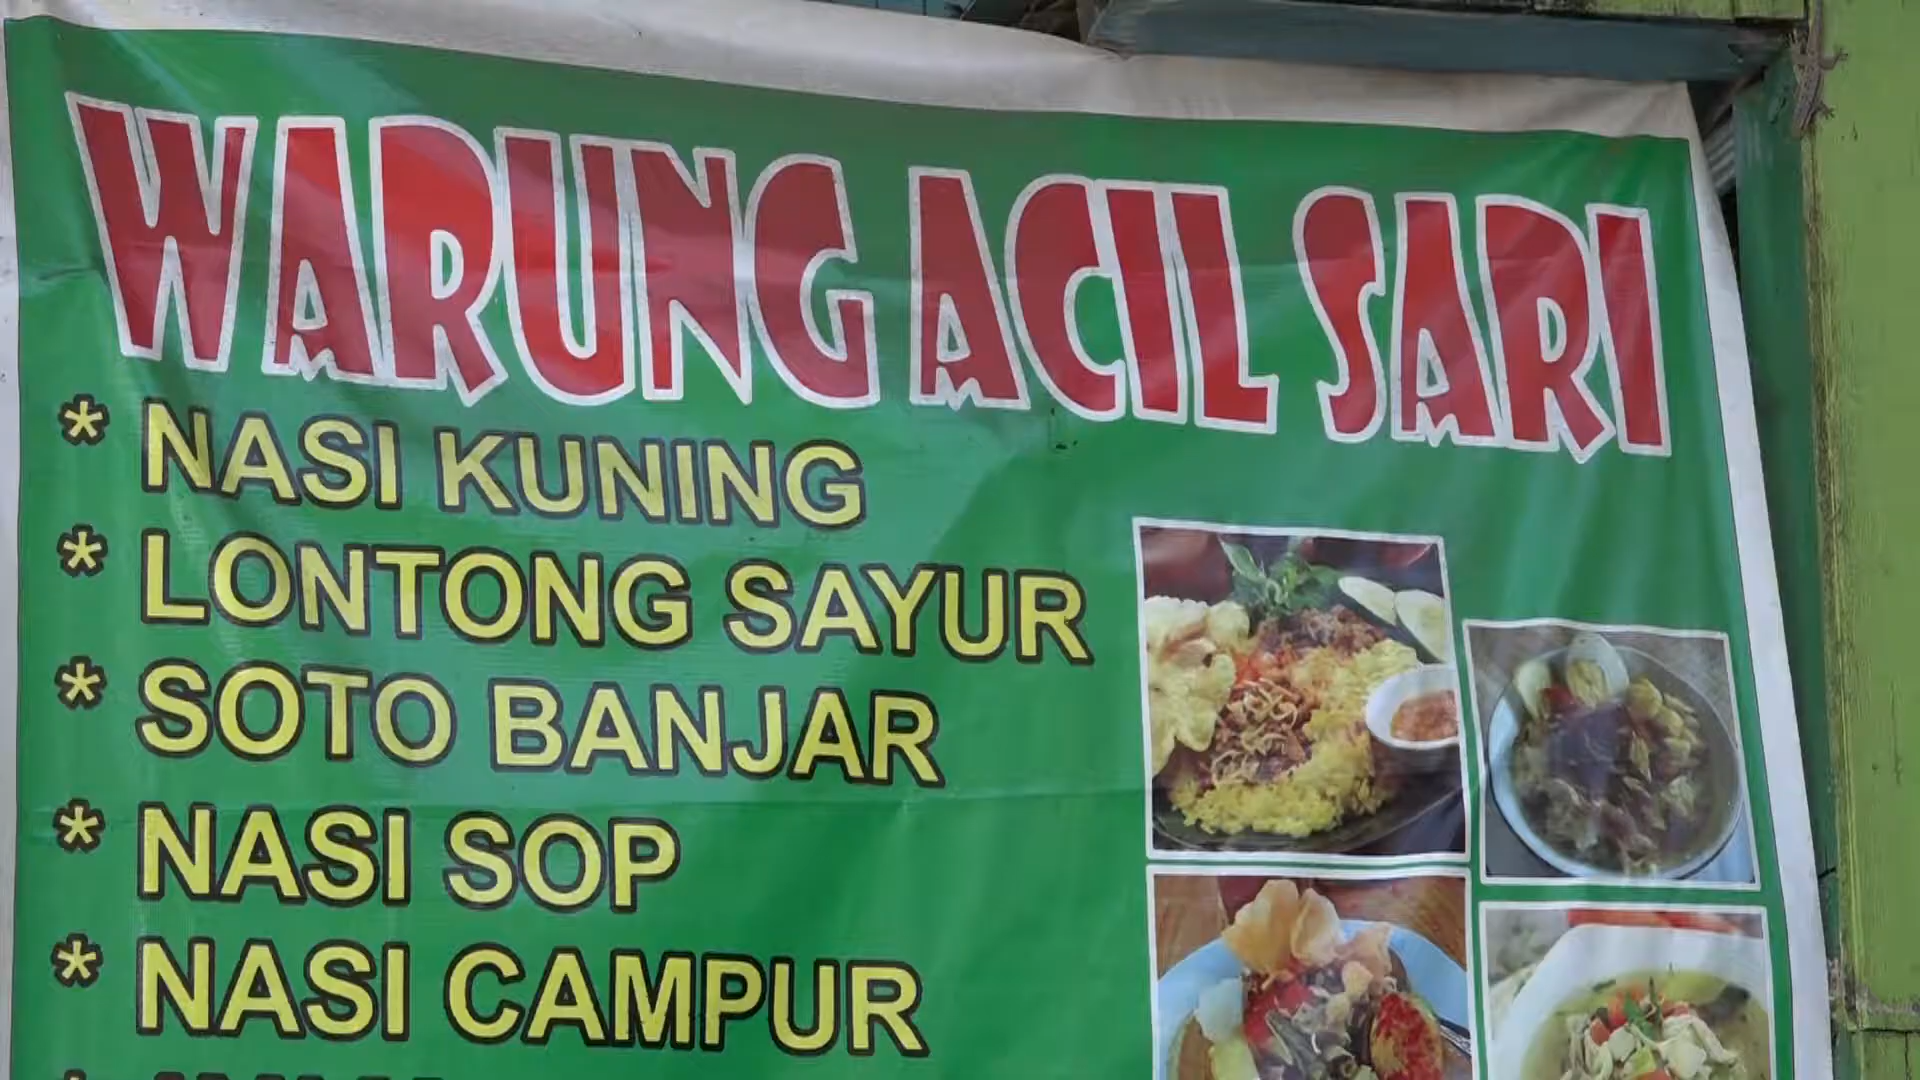 WARUNG ACIL SARI
* NASI KUNING
* LONTONG SAYUR
* SOTO BANJAR
* NASI SOP
* NASI CAMPUR